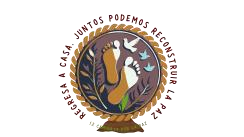 REGRESA A CASA, JUNTOS PODEMOS RECONSTRUIR LA PAZ